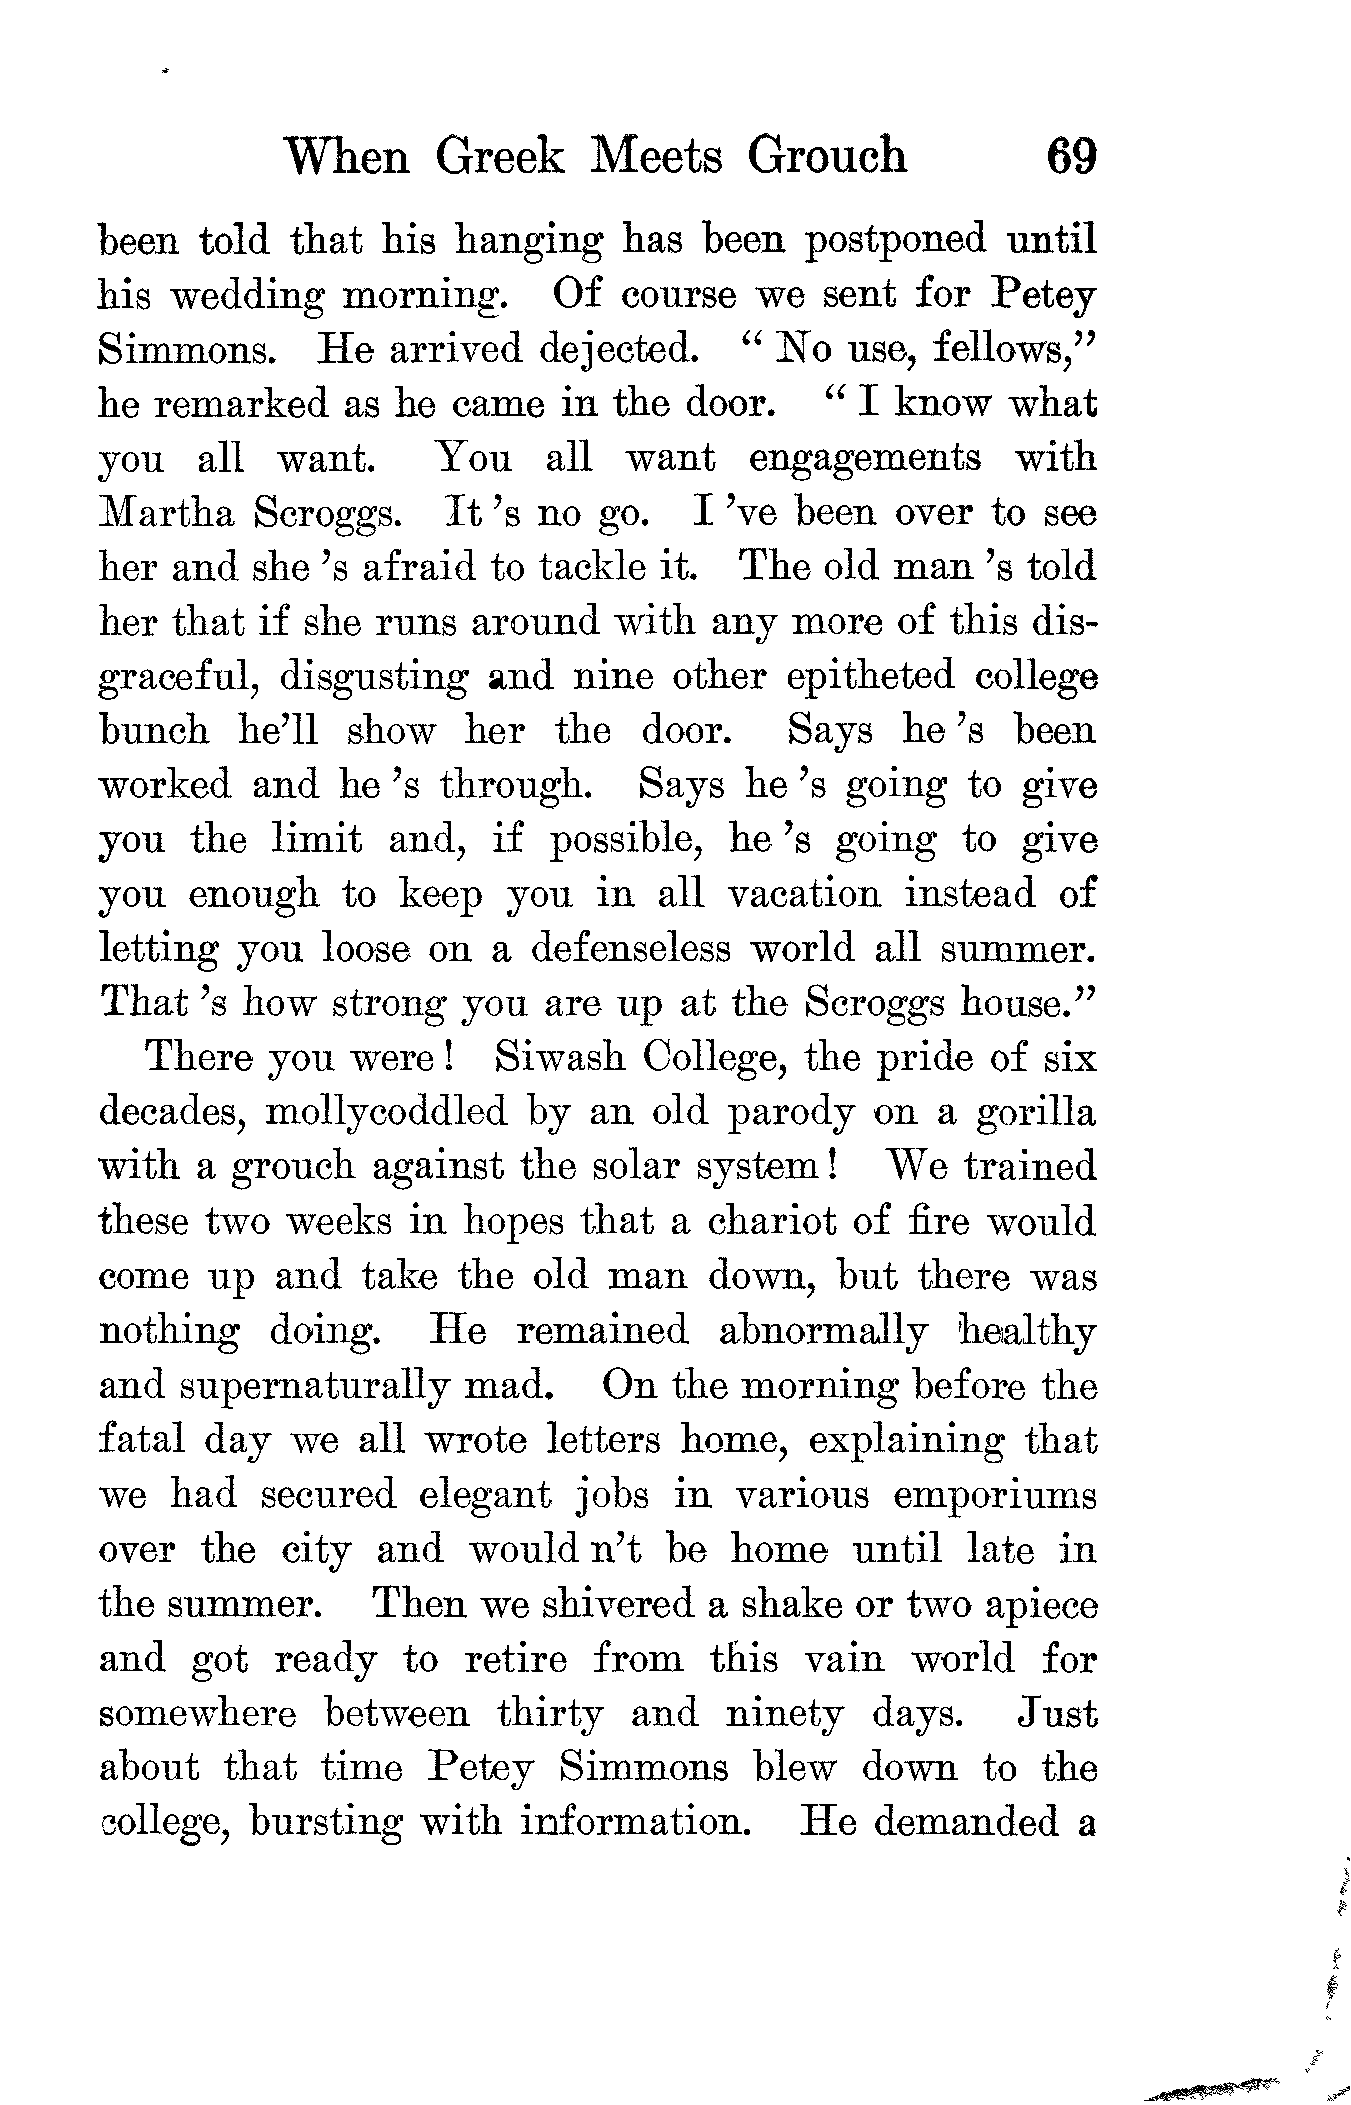 When Greek Meets Grouch 69
been told that his hanging has been postponed until
his wedding morning. Of course we sent for Petey
Simmons. He arrived dejected. “ No use, fellows,”
he remarked as he came in the door. “ I know what
you all want. You all want engagements with
Martha Scroggs. It ’s no go. I ’ve been over to see
her and she ’s afraid to tackle it. The old man ’s told
her that if she runs around with any more of this dis-
graceful, disgusting and nine other epitheted college
bunch he’ll show her the door. Says he ’s been
worked and he ’s through. Says he ’s going to give
you the limit and, if possible, he ’s going to give
you enough to keep you in all vacation instead of
letting you loose on a defenseless world all summer.
That ’s how strong you are up at the Scroggs house.”
There you were! Siwash College, the pride of six
decades, mollycoddled by an old parody on a gorilla
with a grouch against the solar system! We trained
these two weeks in hopes that a chariot of fire would
come up and take the old man down, but there was
nothing doing. He remained abnormally healthy
and supernaturally mad. On the morning before the
fatal day we all wrote letters home, explaining that
we had secured elegant jobs in various emporiums
over the city and would n’t be home until late in
the summer. Then we shivered a shake or two apiece
and got ready to retire from this vain world for
somewhere between thirty and ninety days. Just
about that time Petey Simmons blew down to the
college, bursting with information. He demanded a